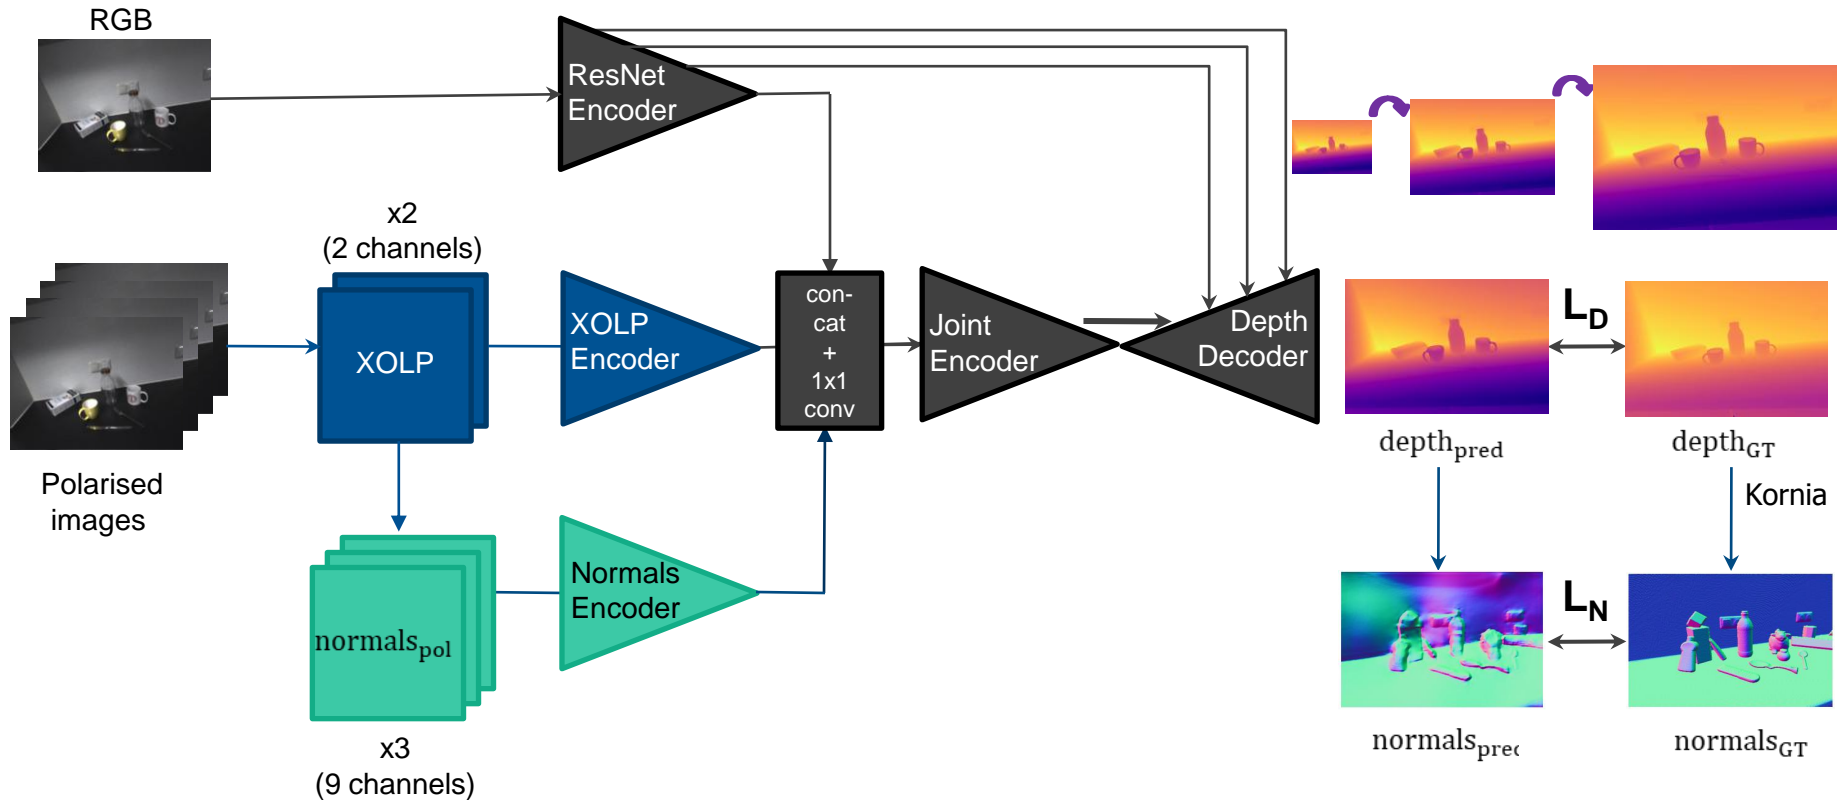 RGB
ResNet
Encoder
x2
(2 channels)
XOLP
XOLP
Encoder
con-
cat
+
1x1
conv
Joint
Encoder
Depth
Decoder
L_D
depth_pred
depth_GT
Kornia
Polarised
images
normals_pol
Normals
Encoder
x3
(9 channels)
L_N
normals_pred
normals_GT